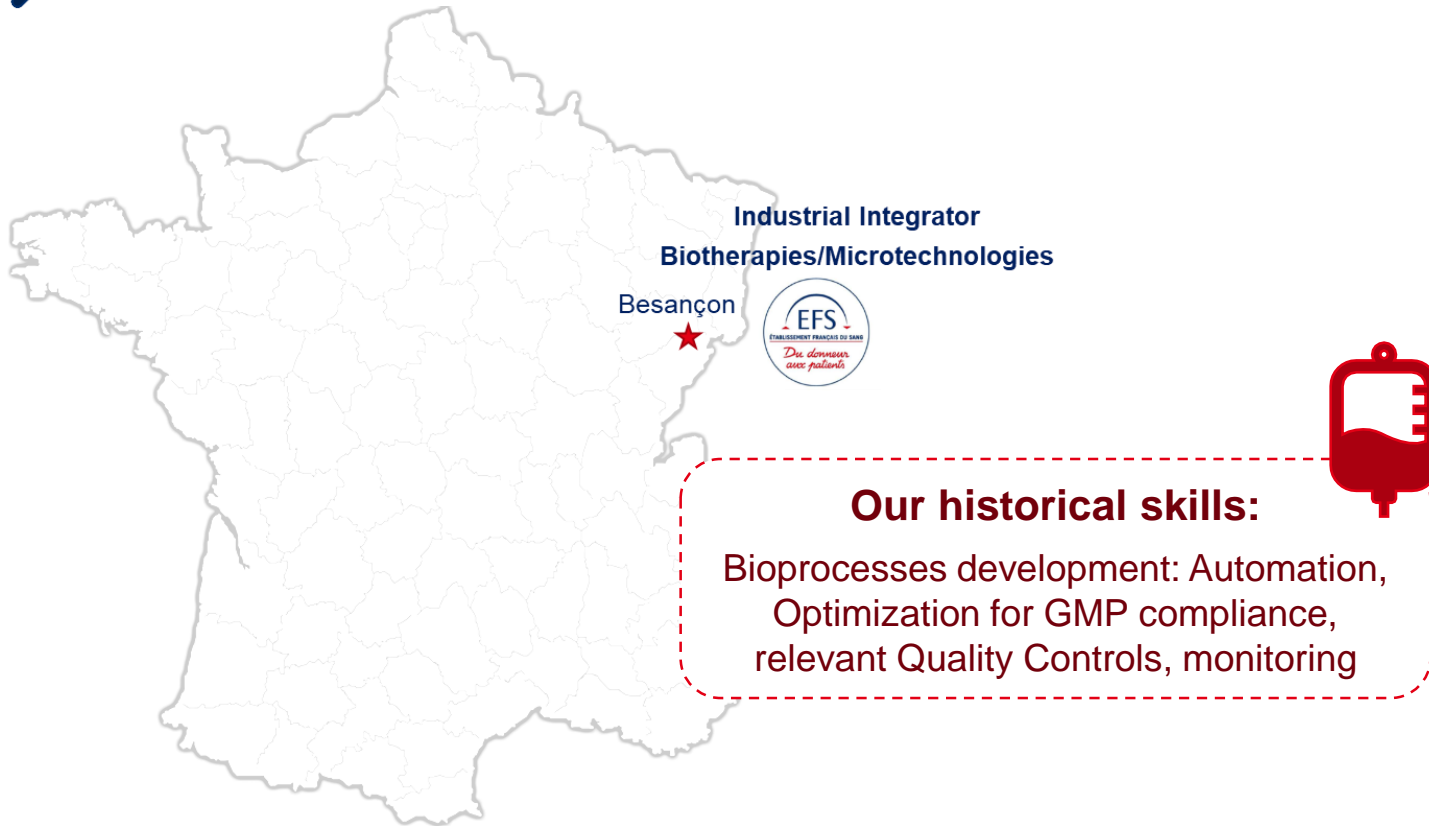 Industrial Integrator
Biotherapies/Microtechnologies
Besançon
EFS
ÉTABLISSEMENT FRANÇAIS DU SANG
Du donneur
aux patients
Our historical skills:
Bioprocesses development: Automation,
Optimization for GMP compliance,
relevant Quality Controls, monitoring